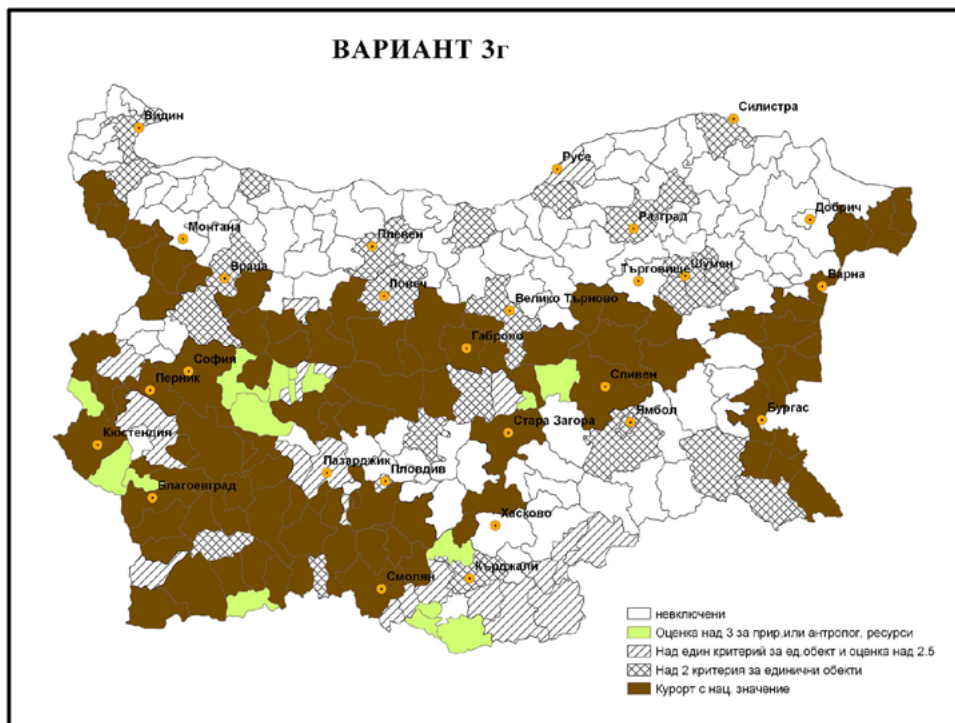 ВАРИАНТ 3г
Силистра
Видин
Русе
Добрич
Разград
Монтана
Плевен
Търговище
Шумен
Враца
Варна
Ловеч
Велико Търново
Габрово
София
Перник
Сливен
Бургас
Ямбол
Стара Загора
Кюстендил
Пазарджик
Пловдив
Благоевград
Хасково
Кърджали
Смолян
невключени
Оценка над 3 за прир.или антропог. ресурси
Над един критерий за ед.обект и оценка над 2.5
Над 2 критерия за единични обекти
Курорт с нац. значение